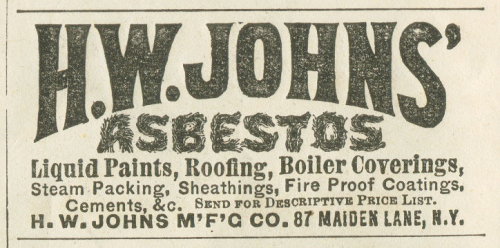 H.W.JOHNS'
ASBESTOS
Liquid Paints, Roofing, Boiler Coverings,
Steam Packing, Sheathings, Fire Proof Coatings,
Cements, &c. SEND FOR DESCRIPTIVE PRICE LIST.
H. W. JOHNS M'F'G CO. 87 MAIDEN LANE, N.Y.